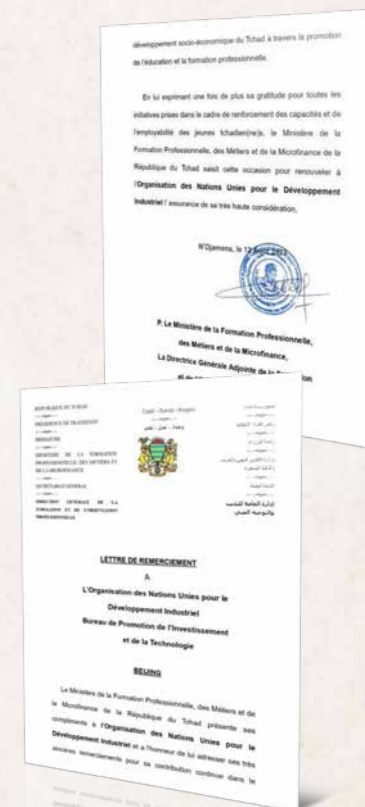 développement socio-économique du Tchad à travers la promotion
de l'éducation et la formation professionnelle.
En lui exprimant une fois de plus sa gratitude pour toutes les
initiatives prises dans le cadre de renforcement des capacités et de
l'employabilité des jeunes tchadien(ne)s, le Ministère de la
Formation Professionnelle, des Métiers et de la Microfinance de la
République du Tchad saisit cette occasion pour renouveler à
l'Organisation des Nations Unies pour le Développement
Industriel l'assurance de sa très haute considération.
N'Djamena, le 12
P. Le Ministère de la Formation Professionnelle,
des Métiers et de la Microfinance,
La Directrice Générale Adjointe de la
REPUBLIQUE DU TCHAD
PRESIDENCE DE TRANSITION
PRIMATURE
MINISTERE DE LA FORMATION
PROFESSIONNELLE, DES METIERS ET
DE LA MICROFINANCE
SECRETARIAT GENERAL
DIRECTION GENERALE DE LA
FORMATION ET DE L'ORIENTATION
PROFESSIONNELLE
Unité - Travail - Progrès
وحدة - عمل - تقدم
LETTRE DE REMERCIEMENT
A
L'Organisation des Nations Unies pour le
Développement Industriel
Bureau de Promotion de l'Investissement
et de la Technologie
BEIJING
Le Ministère de la Formation Professionnelle, des Métiers et de
la Microfinance de la République du Tchad présente ses
compliments à l'Organisation des Nations Unies pour le
Développement Industriel et a l'honneur de lui adresser ses très
sincères remerciements pour sa contribution continue dans le